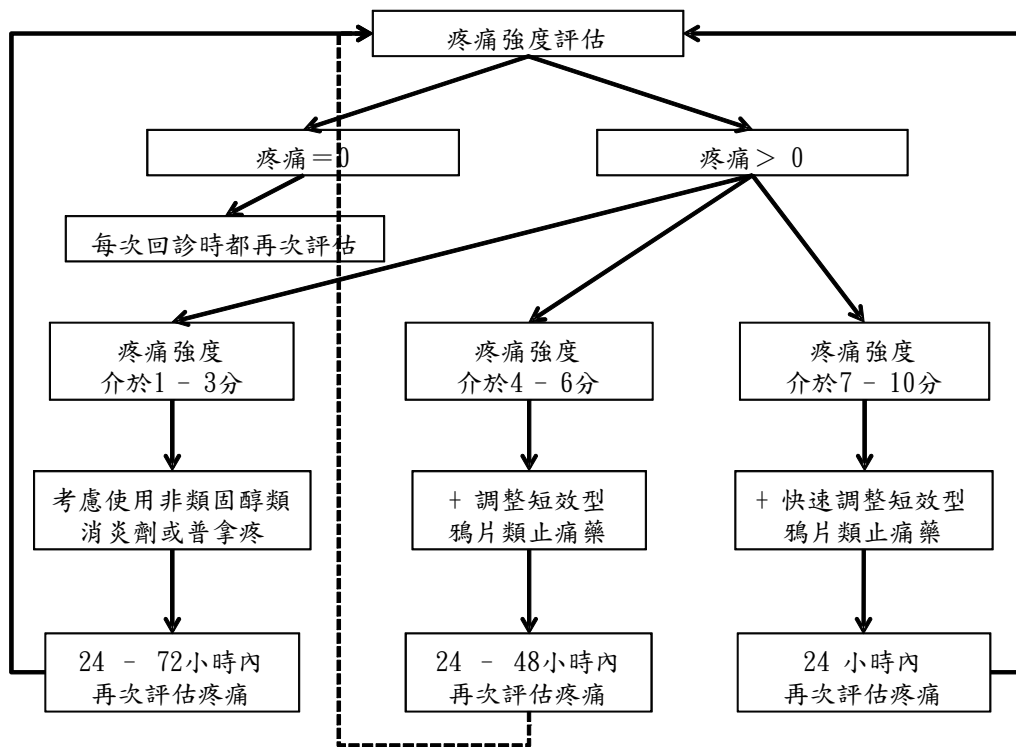 疼痛強度評估
疼痛＝0
疼痛＞ 0
每次回診時都再次評估
疼痛強度
介於1 – 3分
疼痛強度
介於4 – 6分
疼痛強度
介於7 – 10分
考慮使用非類固醇類
消炎劑或普拿疼
+ 調整短效型
鴉片類止痛藥
+ 快速調整短效型
鴉片類止痛藥
24 – 72小時內
再次評估疼痛
24 – 48小時內
再次評估疼痛
24 小時內
再次評估疼痛